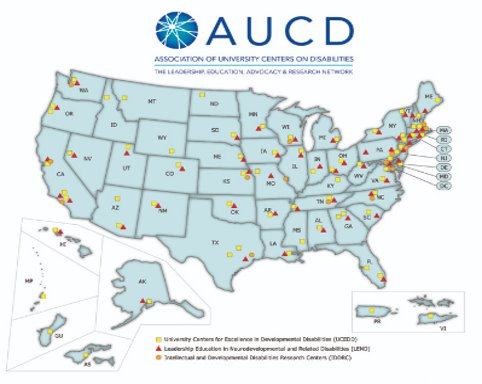 AUCD
ASSOCIATION OF UNIVERSITY CENTERS ON DISABILITIES
THE LEADERSHIP, EDUCATION, ADVOCACY & RESEARCH NETWORK
WA
MT
ND
ME
OR
ID
SD
MN
WI
MI
VT
NH
NY
MA
RI
CT
NJ
DE
MD
DC
WY
NE
IA
PA
NV
UT
CO
KS
MO
IL
IN
OH
WV
VA
KY
CA
AZ
NM
OK
AR
TN
NC
SC
TX
LA
MS
AL
GA
FL
HI
MP
GU
AS
AK
PR
VI
University Centers for Excellence in Developmental Disabilities (UCEDD)
Leadership Education in Neurodevelopmental and Related Disabilities [LEND]
Intellectual and Developmental Disabilities Research Centers (IDDRC)